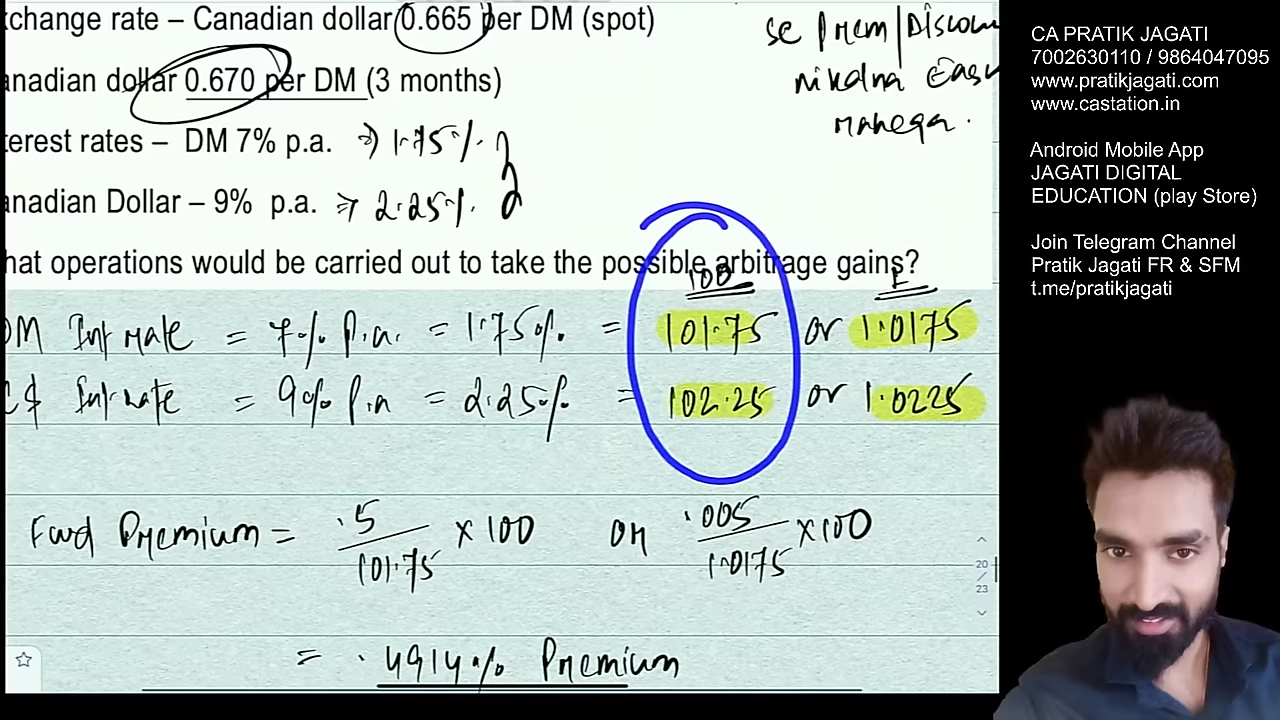 xchange rate – Canadian dollar 0.665 per DM (spot)
anadian dollar 0.670 per DM (3 months)
terest rates – DM 7% p.a. => 1.75%
anadian Dollar – 9% p.a. => 2.25%
hat operations would be carried out to take the possible arbitrage gains?
se Prem/Discoun
nikalna Easy
rahega.
100 1
DM Int rate = 7% P.a. = 1.75% = 101.75 or 1.0175
C$ Int rate = 9% P.a = 2.25% = 102.25 or 1.0225
Fwd Premium = .5 / 101.75 × 100 or .005 / 1.0175 × 100
= .4914% Premium
20 / 23
CA PRATIK JAGATI
7002630110 / 9864047095
www.pratikjagati.com
www.castation.in
Android Mobile App
JAGATI DIGITAL
EDUCATION (play Store)
Join Telegram Channel
Pratik Jagati FR & SFM
t.me/pratikjagati